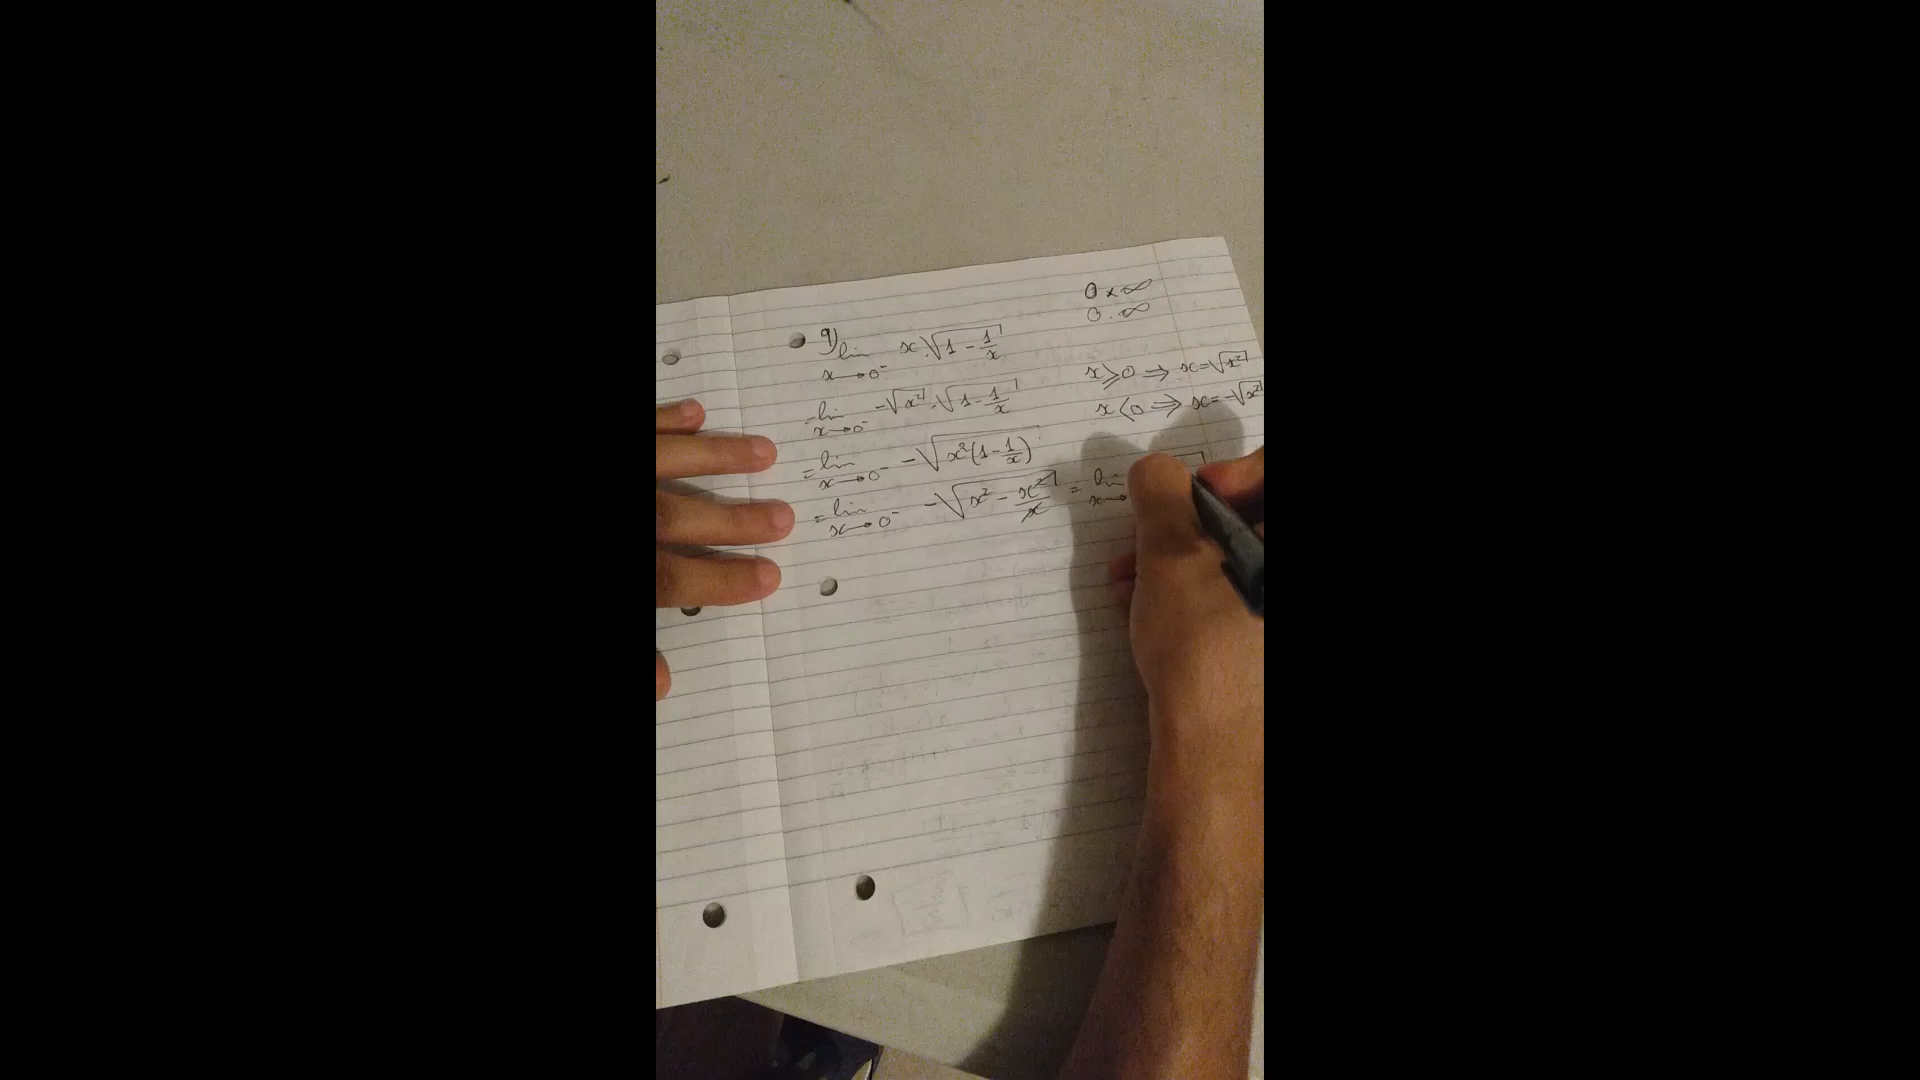 0 × ∞
0 . ∞
9) lim x→0⁻ x.√(1 - 1/x)
x ⩾ 0 ⇒ x = √x²
= lim x→0⁻ -√x² . √(1 - 1/x)
x < 0 ⇒ x = -√x²
= lim x→0⁻ -√(x²(1 - 1/x))
= lim x→0⁻ -√(x² - x²/x) = lim x→